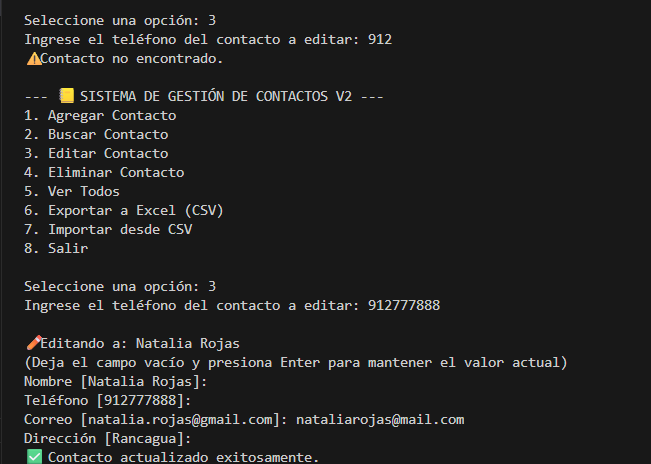 Seleccione una opción: 3
Ingrese el teléfono del contacto a editar: 912
⚠️Contacto no encontrado.
--- 📒 SISTEMA DE GESTIÓN DE CONTACTOS V2 ---
1. Agregar Contacto
2. Buscar Contacto
3. Editar Contacto
4. Eliminar Contacto
5. Ver Todos
6. Exportar a Excel (CSV)
7. Importar desde CSV
8. Salir
Seleccione una opción: 3
Ingrese el teléfono del contacto a editar: 912777888
✏️Editando a: Natalia Rojas
(Deja el campo vacío y presiona Enter para mantener el valor actual)
Nombre [Natalia Rojas]:
Teléfono [912777888]:
Correo [natalia.rojas@gmail.com]: nataliarojas@mail.com
Dirección [Rancagua]:
✅ Contacto actualizado exitosamente.